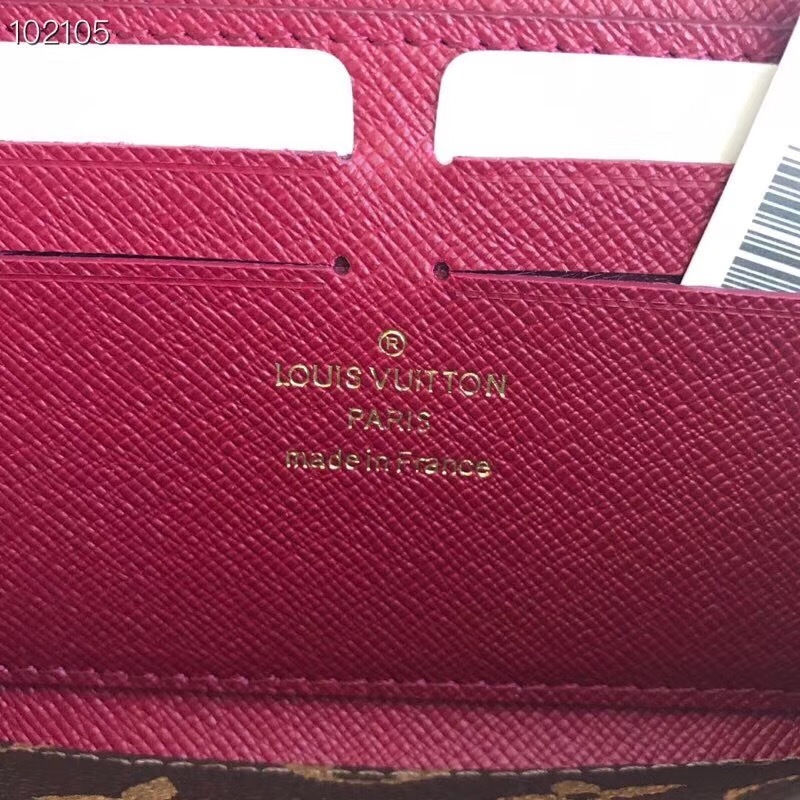 102105
®
LOUIS VUITTON
PARIS
made in France